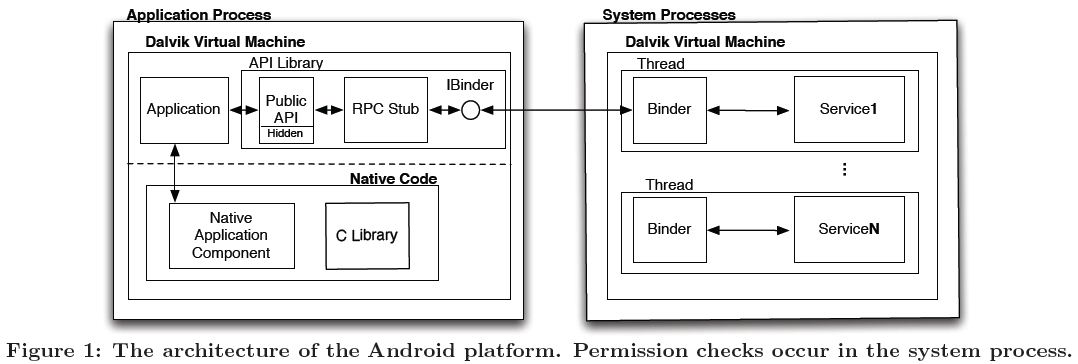 Application Process
System Processes
Dalvik Virtual Machine
Dalvik Virtual Machine
API Library
Thread
Application
Public
API
Hidden
RPC Stub
IBinder
Binder
Service1
Native Code
Native
Application
Component
C Library
Thread
Binder
ServiceN
Figure 1: The architecture of the Android platform. Permission checks occur in the system process.